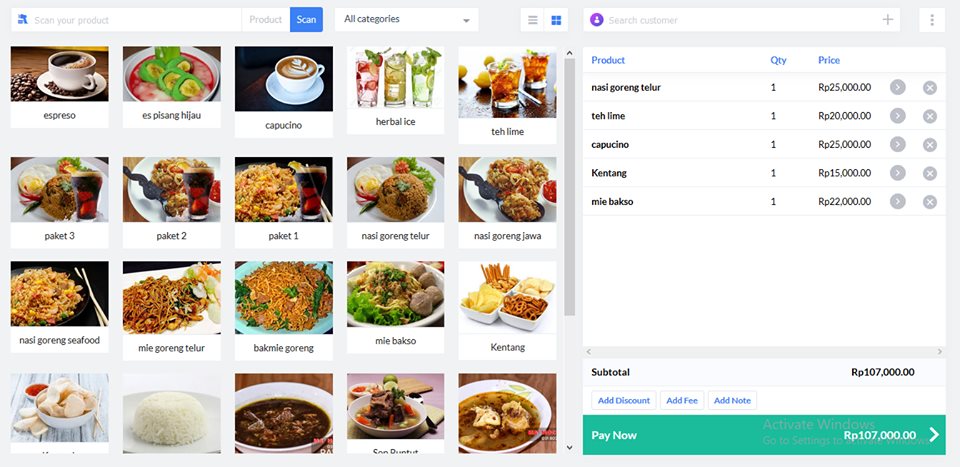 Scan your product
Product
Scan
All categories
Search customer
espreso
es pisang hijau
capucino
herbal ice
teh lime
paket 3
paket 2
paket 1
nasi goreng telur
nasi goreng jawa
nasi goreng seafood
mie goreng telur
bakmie goreng
mie bakso
Kentang
Product Qty Price
nasi goreng telur 1 Rp25,000.00
teh lime 1 Rp20,000.00
capucino 1 Rp25,000.00
Kentang 1 Rp15,000.00
mie bakso 1 Rp22,000.00
Subtotal Rp107,000.00
Add Discount Add Fee Add Note
Pay Now Rp107,000.00
Activate Windows
Go to Settings to activate Windows.